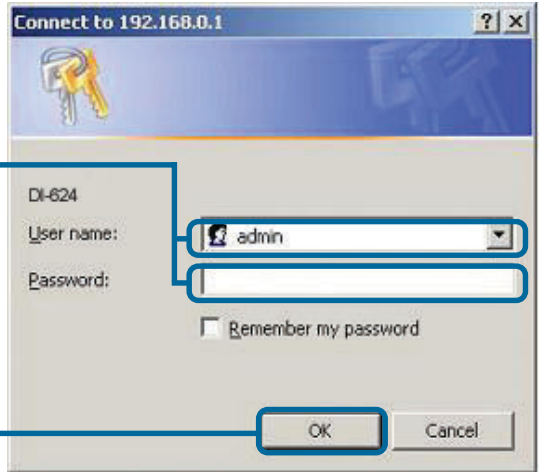 Connect to 192.168.0.1
DI-624
User name:
admin
Password:
Remember my password
OK
Cancel